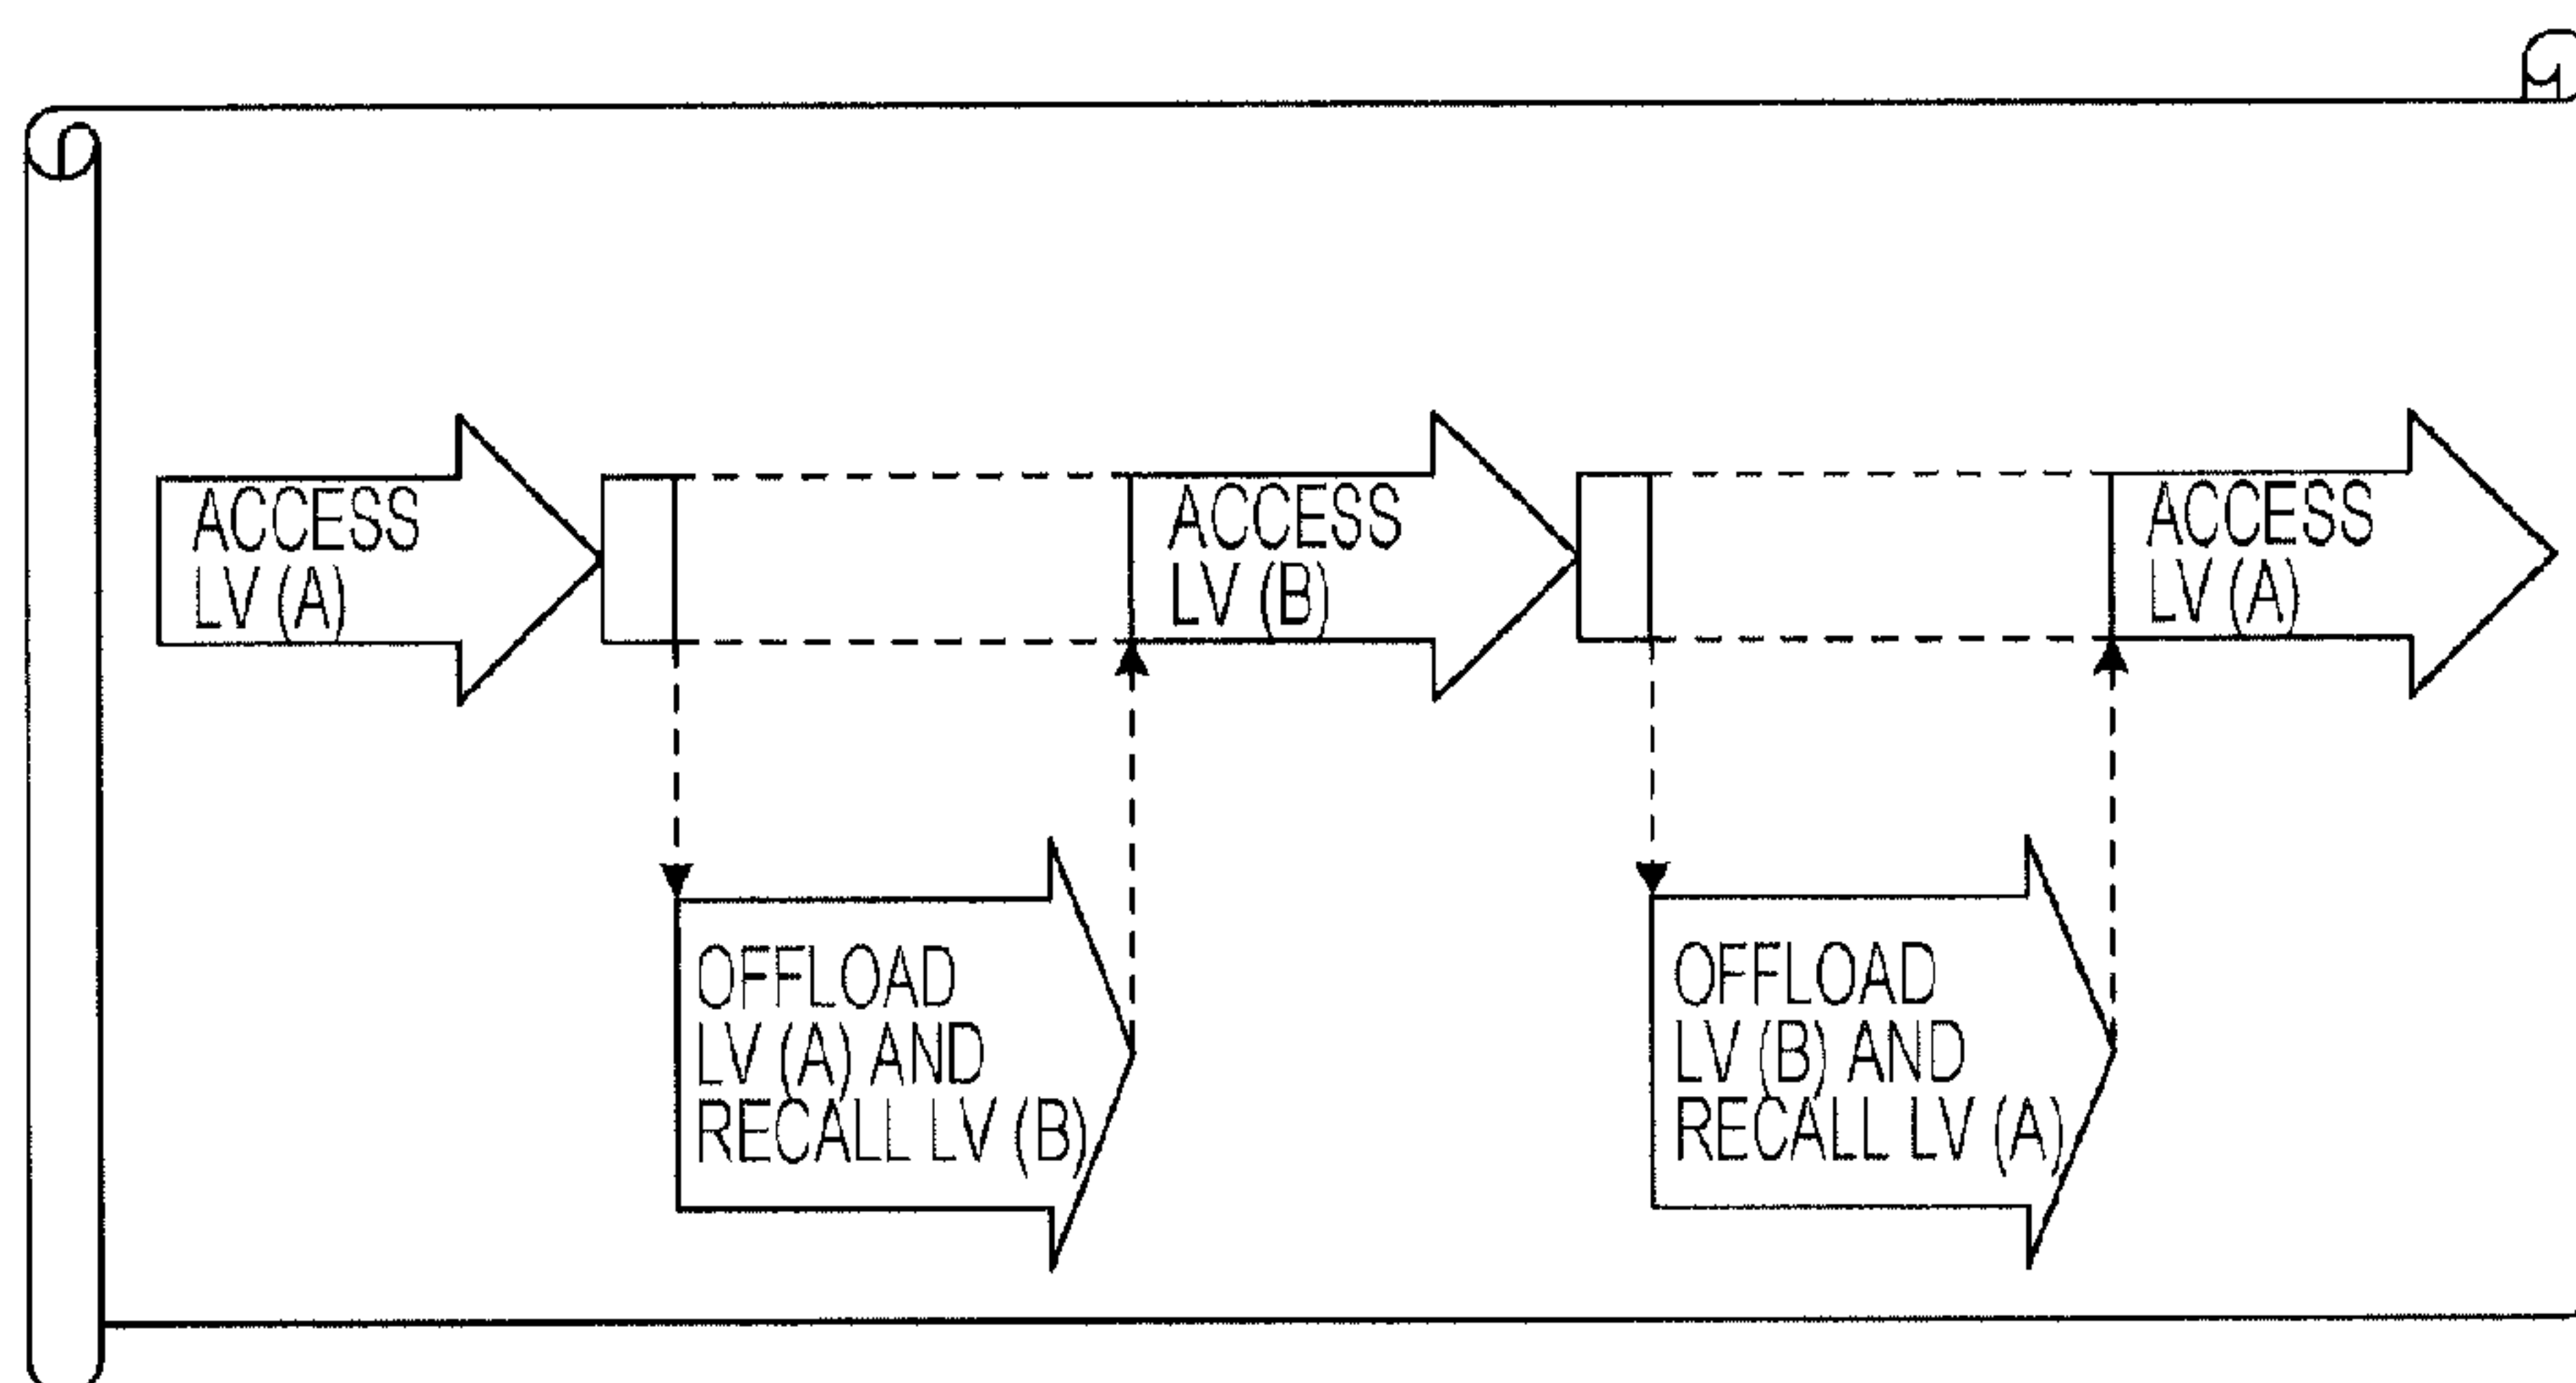 ACCESS
LV (A)
ACCESS
LV (B)
ACCESS
LV (A)
OFFLOAD
LV (A) AND
RECALL LV (B)
OFFLOAD
LV (B) AND
RECALL LV (A)